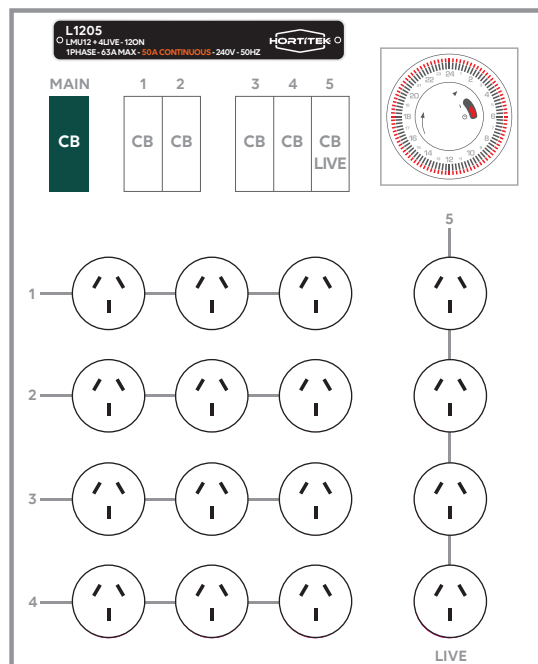 L1205
LMU12 + 4LIVE - 12ON
1PHASE - 63A MAX - 50A CONTINUOUS - 240V - 50HZ
HORTITEK
MAIN 1 2 3 4 5
CB CB CB CB CB CB
LIVE
24
22 2
20 4
18 6
16 8
14 10
12
5
1
2
3
4
LIVE